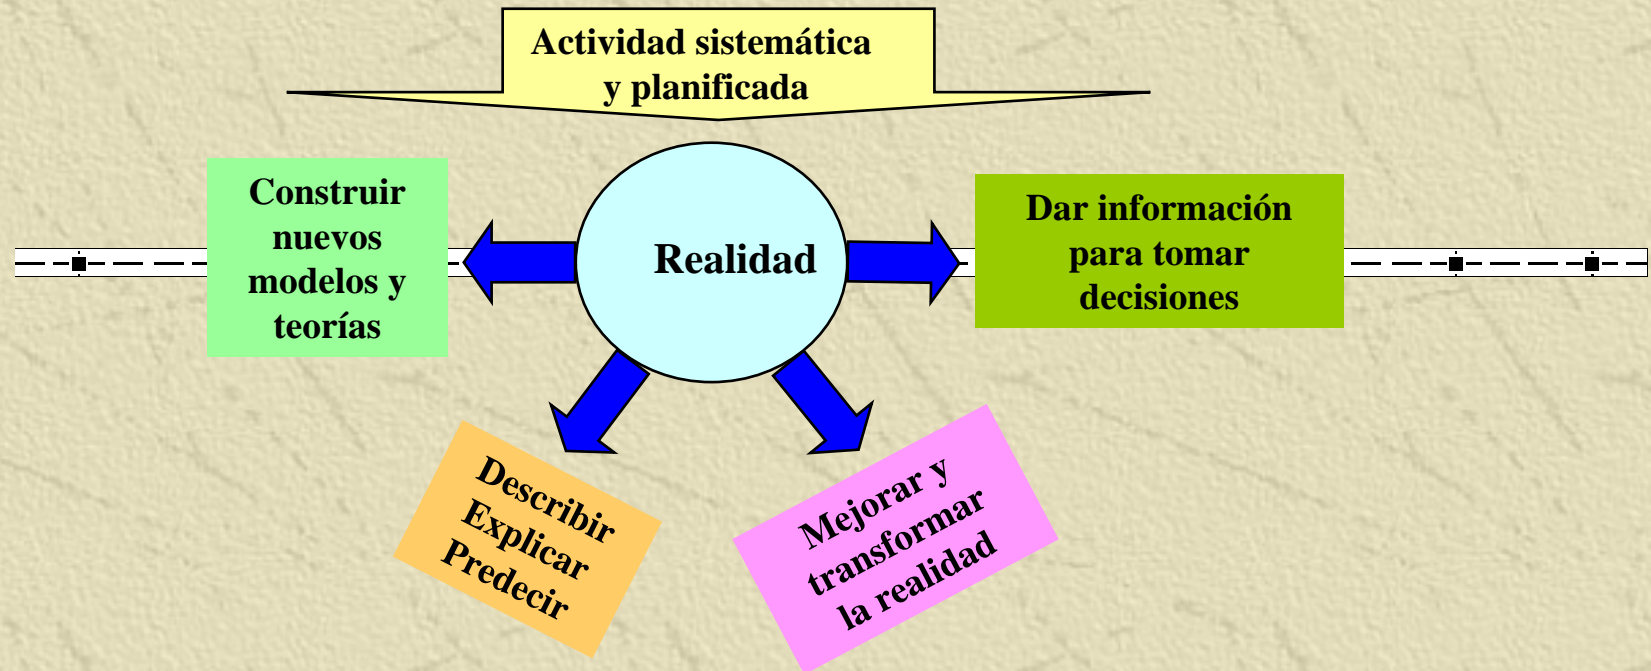 Actividad sistemática
y planificada
Construir
nuevos
modelos y
teorías
Realidad
Dar información
para tomar
decisiones
Describir
Explicar
Predecir
Mejorar y
transformar
la realidad